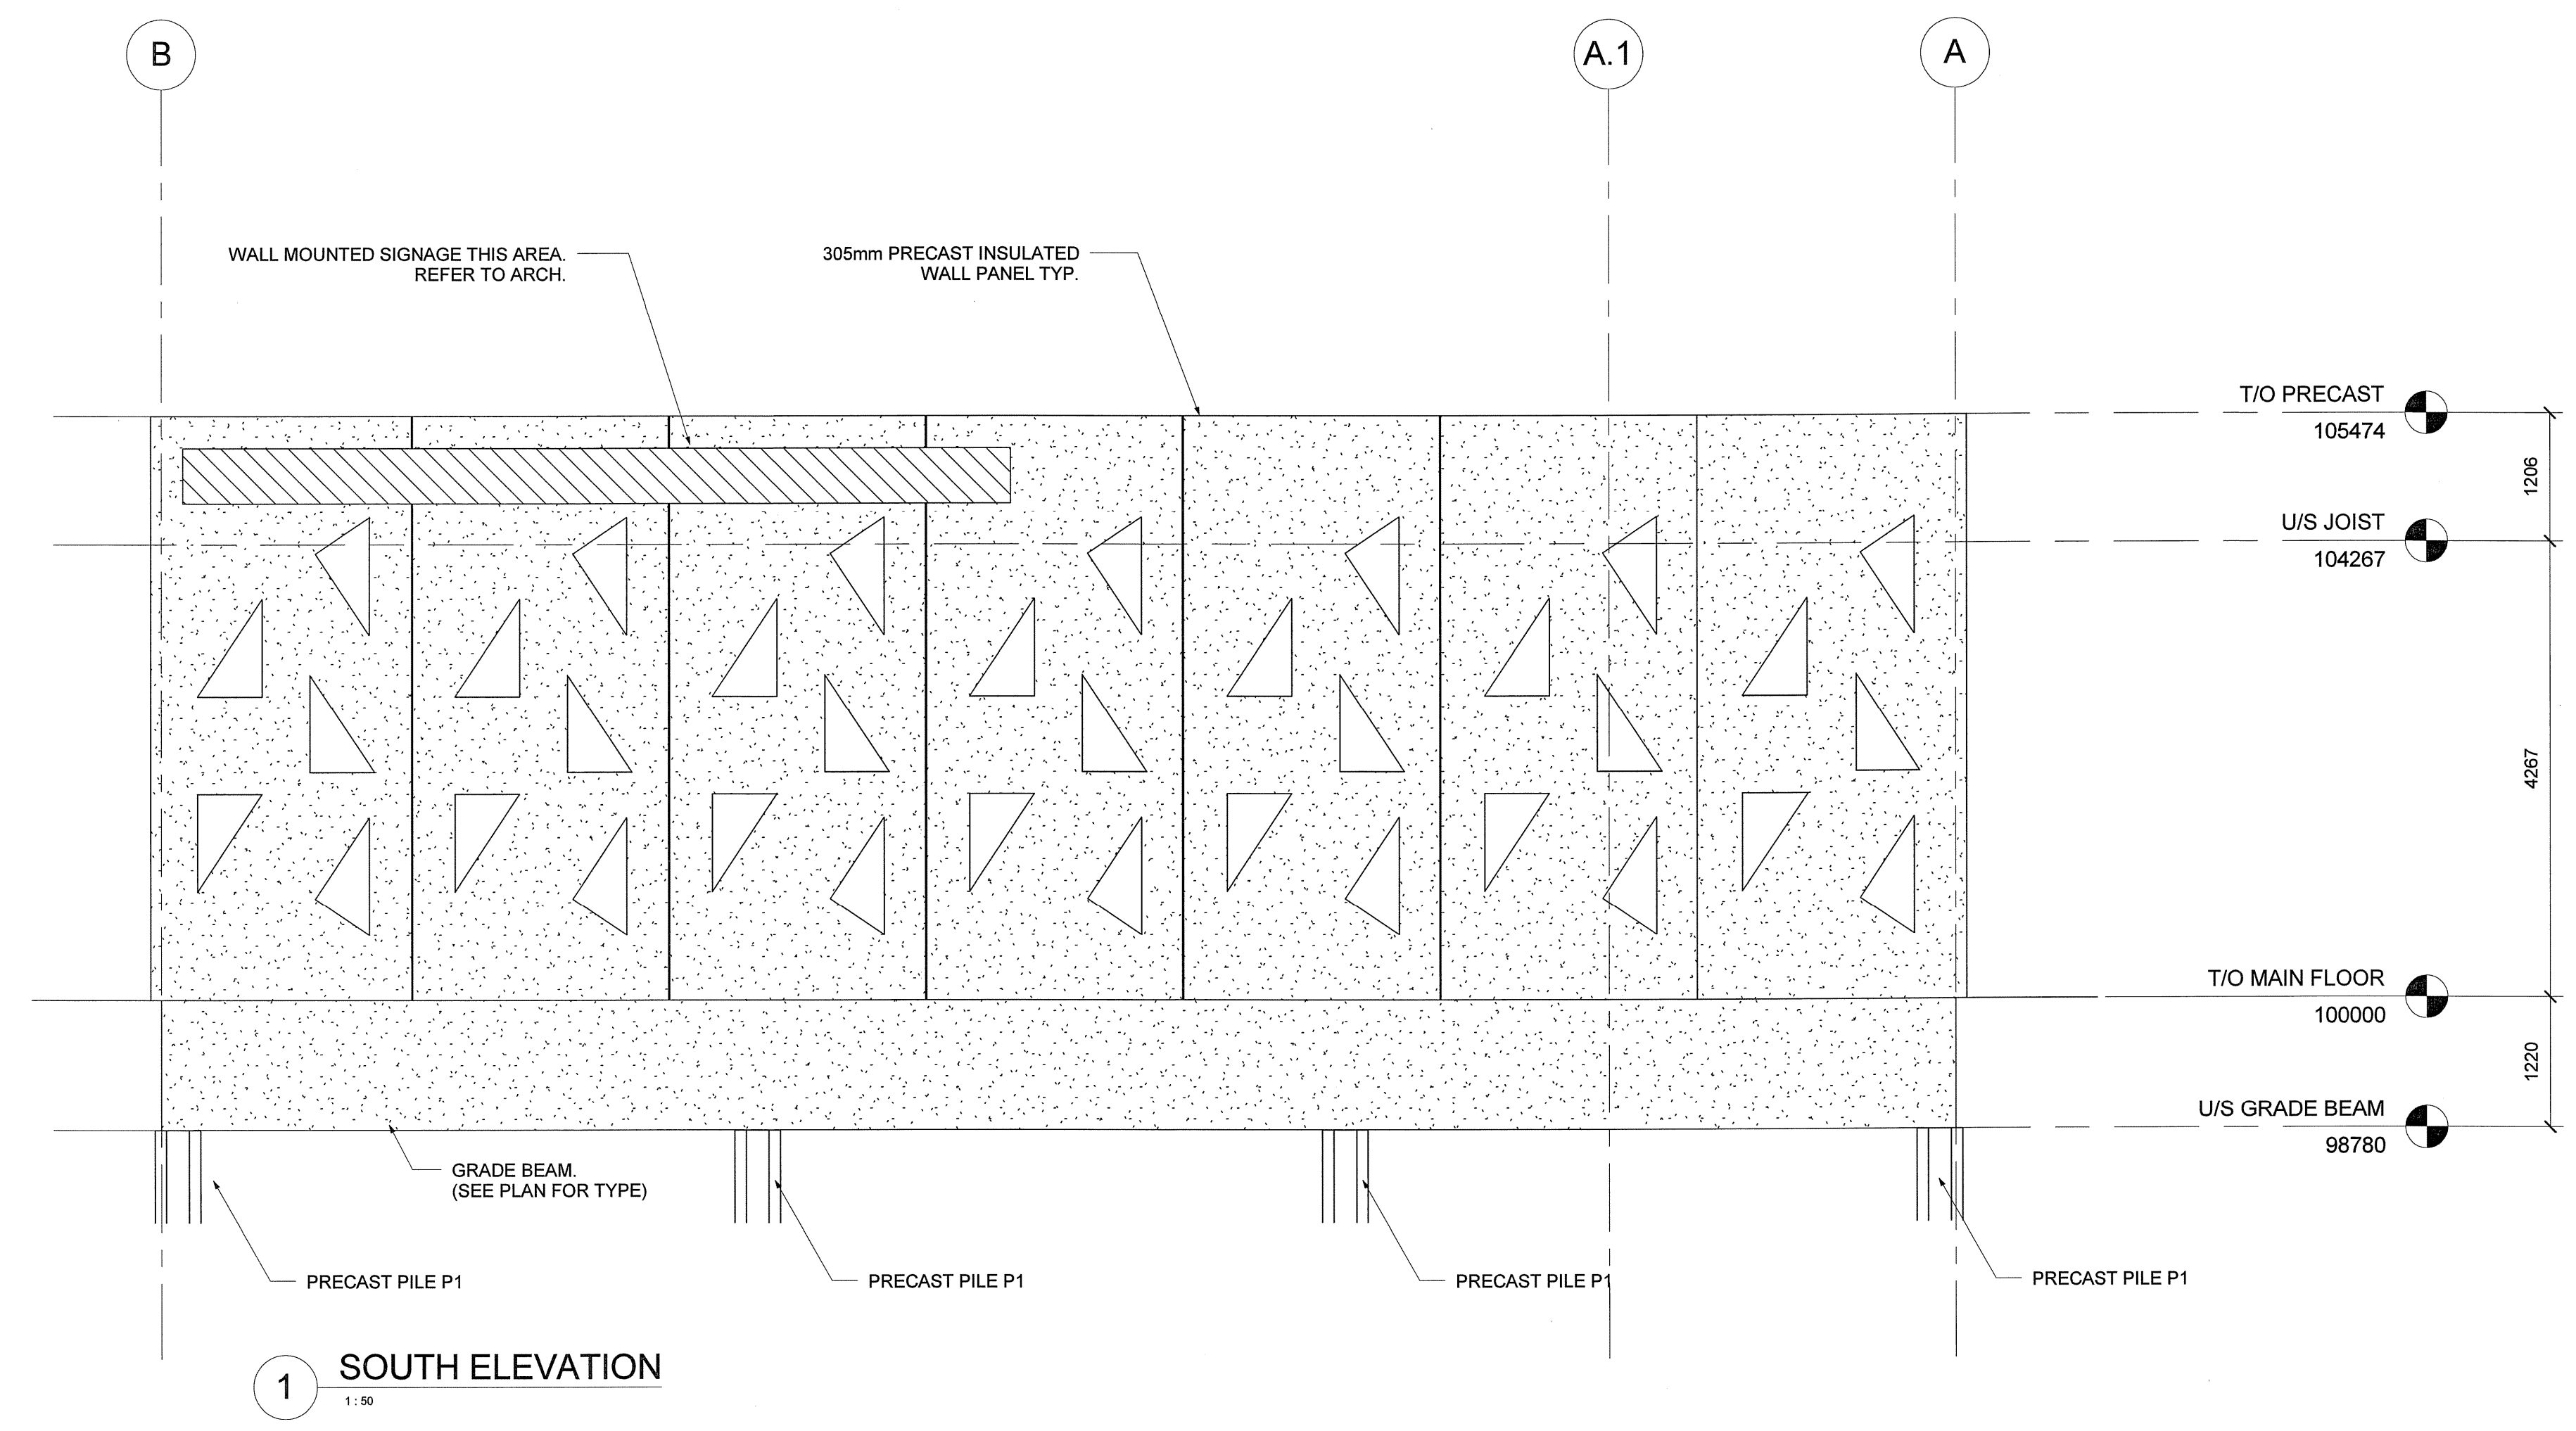 B
A.1
A
WALL MOUNTED SIGNAGE THIS AREA.
REFER TO ARCH.
305mm PRECAST INSULATED
WALL PANEL TYP.
T/O PRECAST
105474
1206
U/S JOIST
104267
4267
T/O MAIN FLOOR
100000
1220
U/S GRADE BEAM
98780
GRADE BEAM.
(SEE PLAN FOR TYPE)
PRECAST PILE P1
PRECAST PILE P1
PRECAST PILE P1
PRECAST PILE P1
1
SOUTH ELEVATION
1 : 50